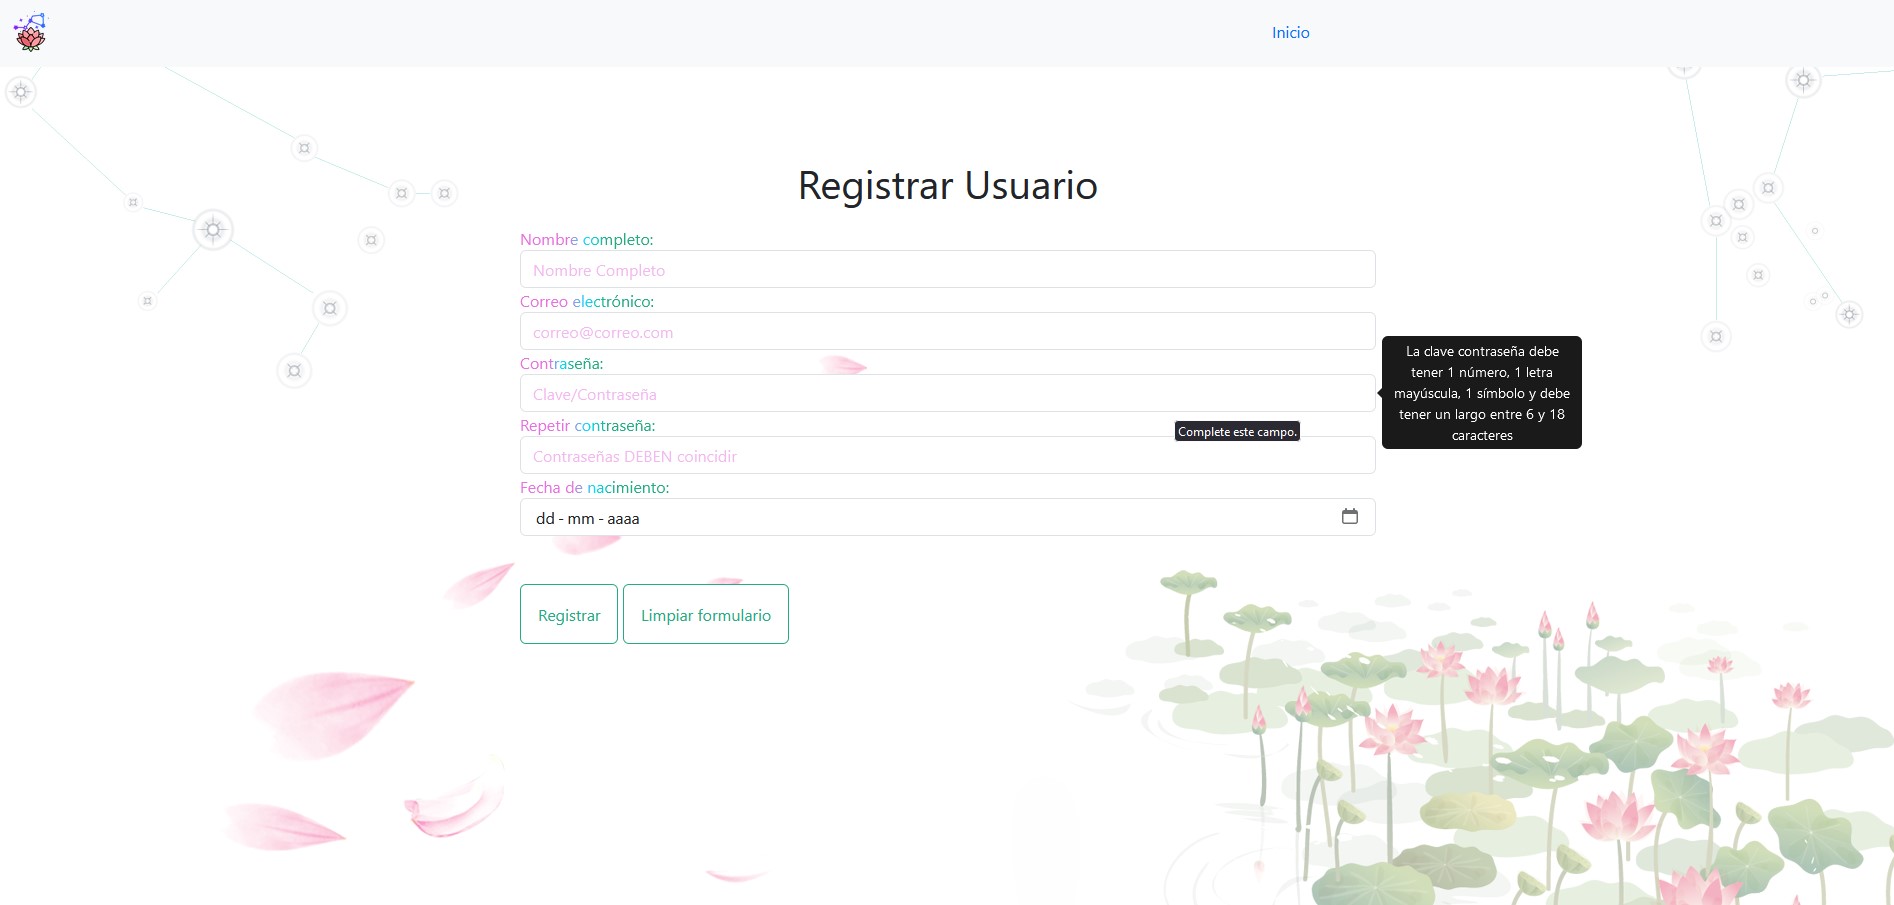 Inicio
Registrar Usuario
Nombre completo:
Nombre Completo
Correo electrónico:
correo@correo.com
Contraseña:
Clave/Contraseña
La clave contraseña debe
tener 1 número, 1 letra
mayúscula, 1 símbolo y debe
tener un largo entre 6 y 18
caracteres
Repetir contraseña:
Complete este campo.
Contraseñas DEBEN coincidir
Fecha de nacimiento:
dd - mm - aaaa
Registrar
Limpiar formulario